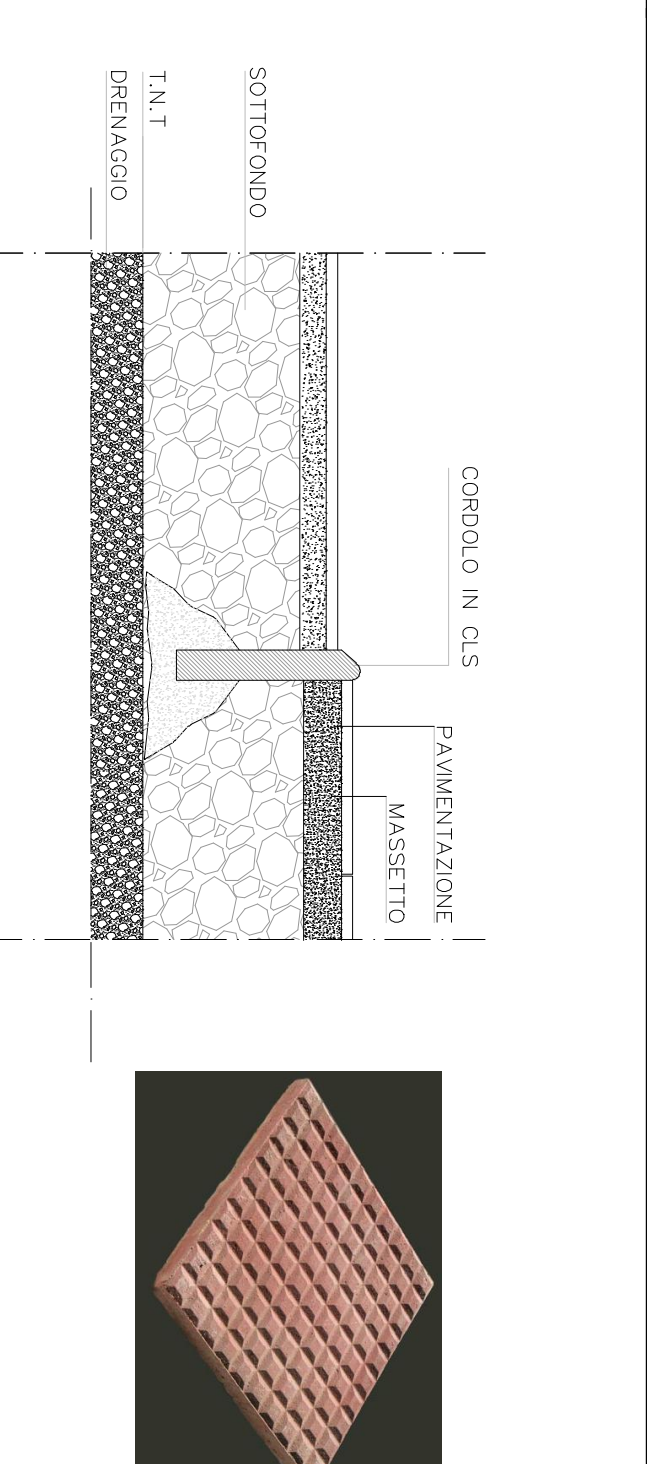 CORDOLO IN CLS
PAVIMENTAZIONE
MASSETTO
SOTTOFONDO
T.N.T
DRENAGGIO